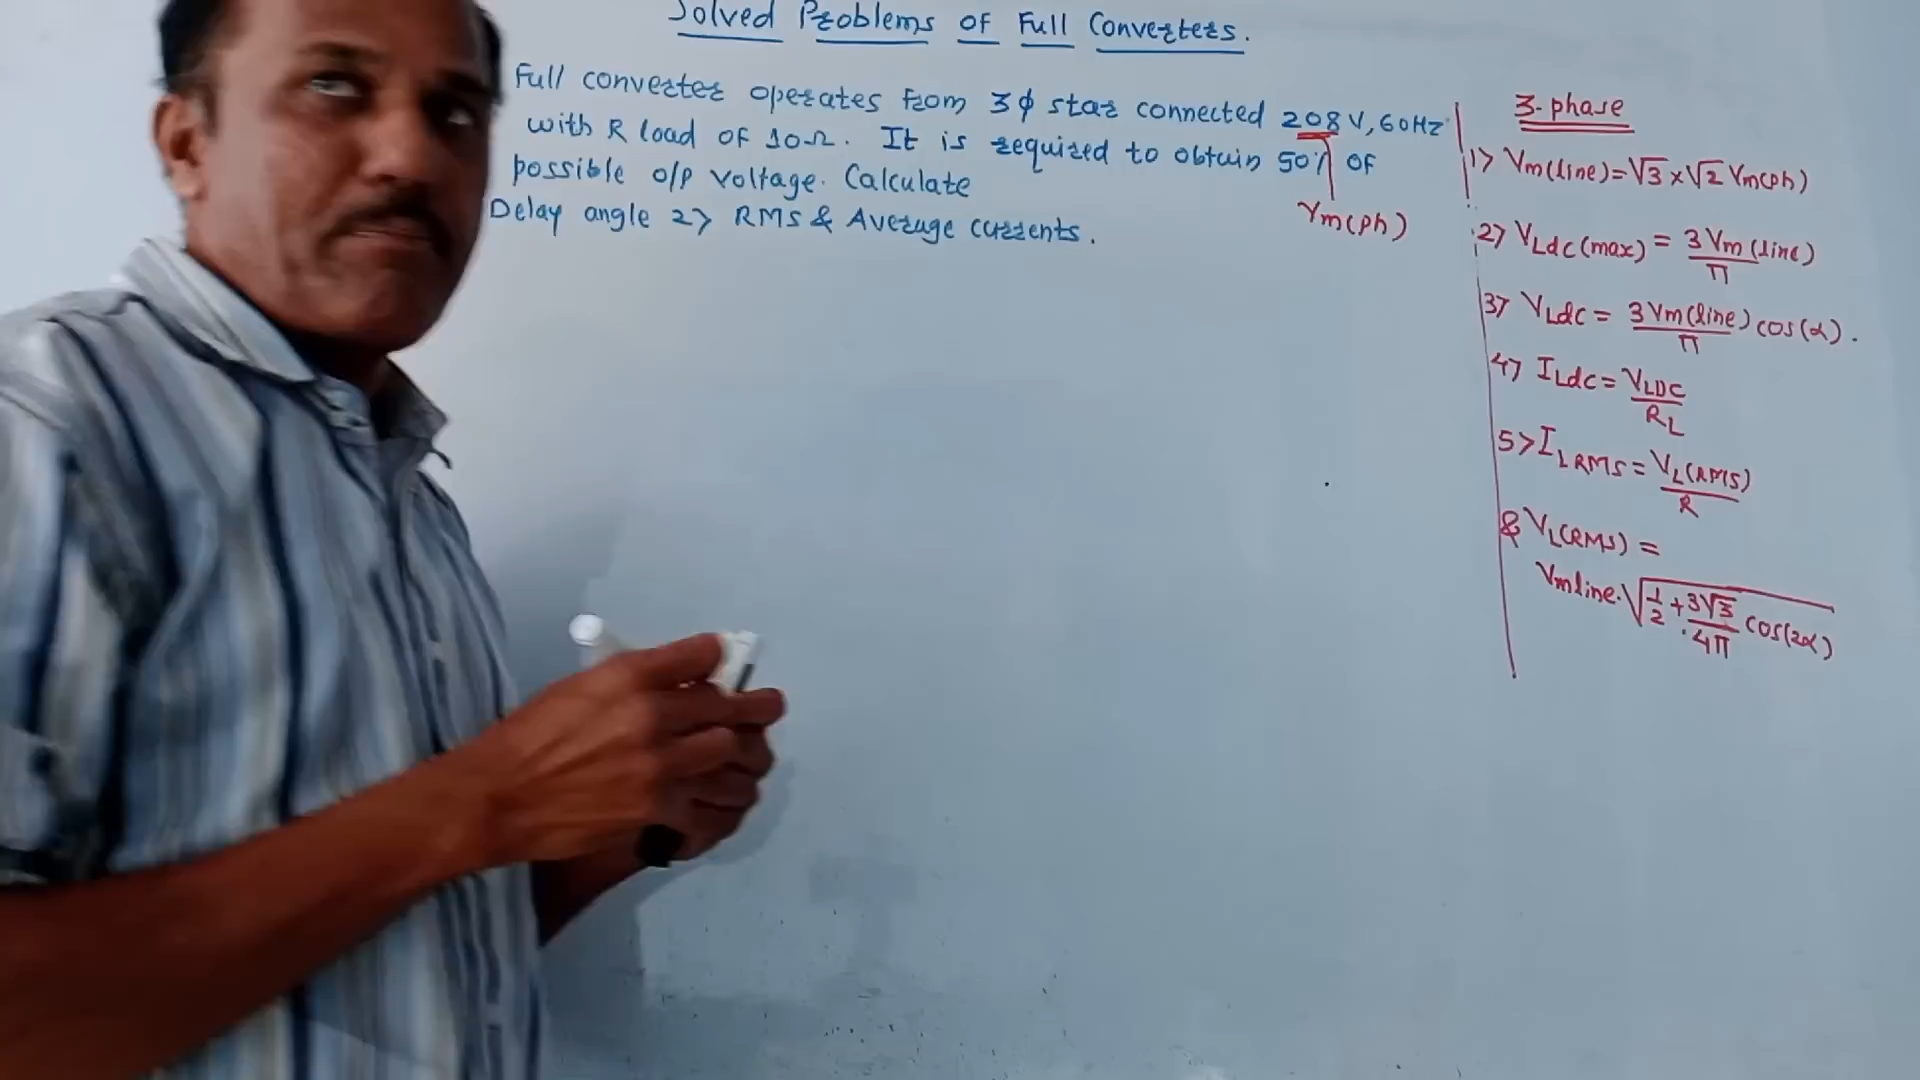 Solved Problems of Full Converters.
Full converter operates from 3ϕ star connected 208V, 60Hz
with R load of 10Ω. It is required to obtain 50% of
possible o/p voltage. Calculate
Delay angle 2> RMS & Average currents.
Vm(ph)
3-phase
1> Vm(line)=√3×√2 Vm(ph)
2> VLdc(max) = 3Vm(line)/π
3> VLdc = 3Vm(line)/π cos(α).
4> ILdc = VLDC/RL
5> ILRMS = VL(RMS)/R
& VL(RMS) =
Vmline.√(1/2 + 3√3/4π cos(2α))